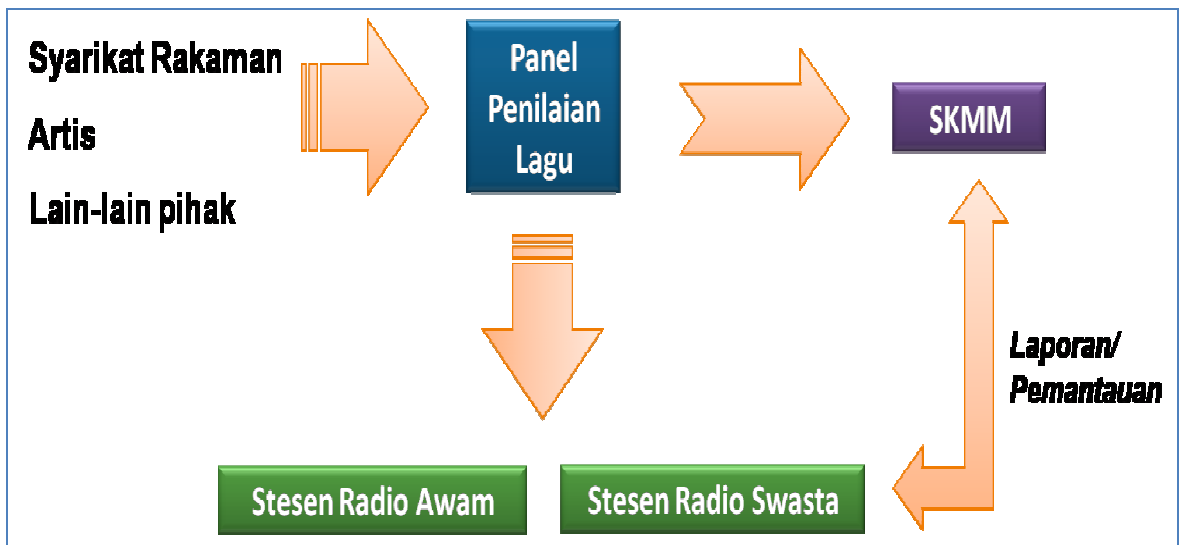 Syarikat Rakaman
Artis
Lain-lain pihak
Panel
Penilaian
Lagu
SKMM
Laporan/
Pemantauan
Stesen Radio Awam
Stesen Radio Swasta